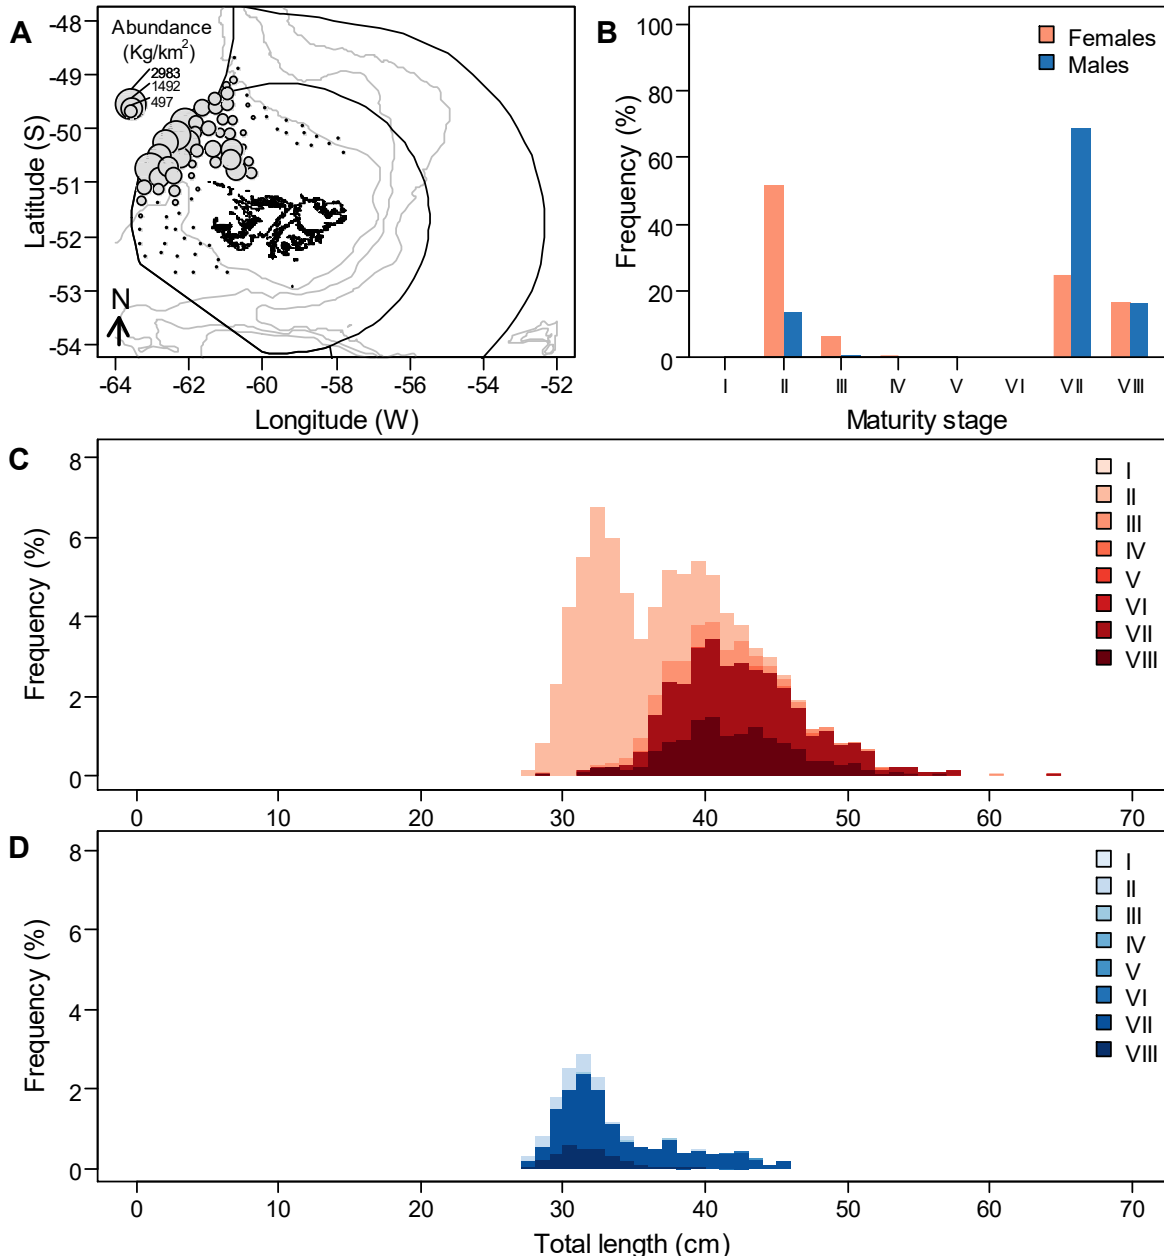 A
Abundance
(Kg/km²)
2983
1492
497
-48
-49
-50
-51
-52
-53
-54
Latitude (S)
N
-64 -62 -60 -58 -56 -54 -52
Longitude (W)
B
Females
Males
100
80
60
40
20
0
Frequency (%)
I II III IV V VI VII VIII
Maturity stage
C
8
6
4
2
0
Frequency (%)
I
II
III
IV
V
VI
VII
VIII
0 10 20 30 40 50 60 70
D
8
6
4
2
0
Frequency (%)
I
II
III
IV
V
VI
VII
VIII
0 10 20 30 40 50 60 70
Total length (cm)